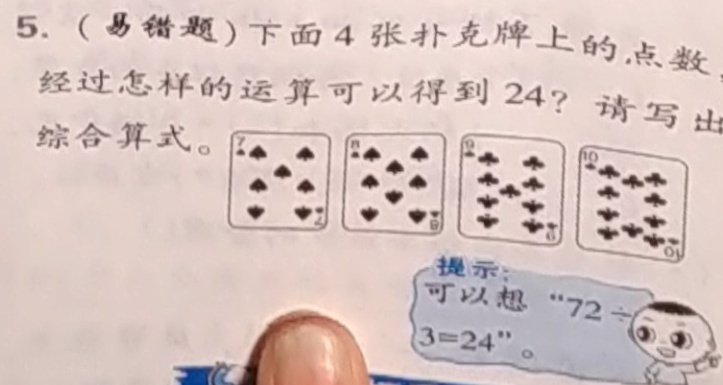 5. (易错题)下面4张扑克牌上的点数,
经过怎样的运算可以得到24? 请写出
综合算式。
7 8 9 10
7 8 9 10
提示:
可以想“72÷
3=24”。